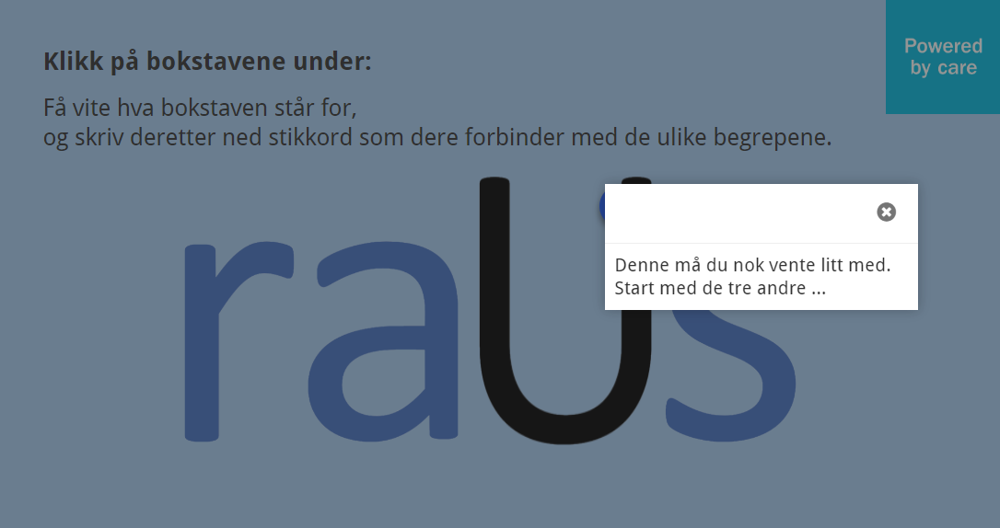 Klikk på bokstavene under:
Powered
by care
Få vite hva bokstaven står for,
og skriv deretter ned stikkord som dere forbinder med de ulike begrepene.
raUs
Denne må du nok vente litt med.
Start med de tre andre ...